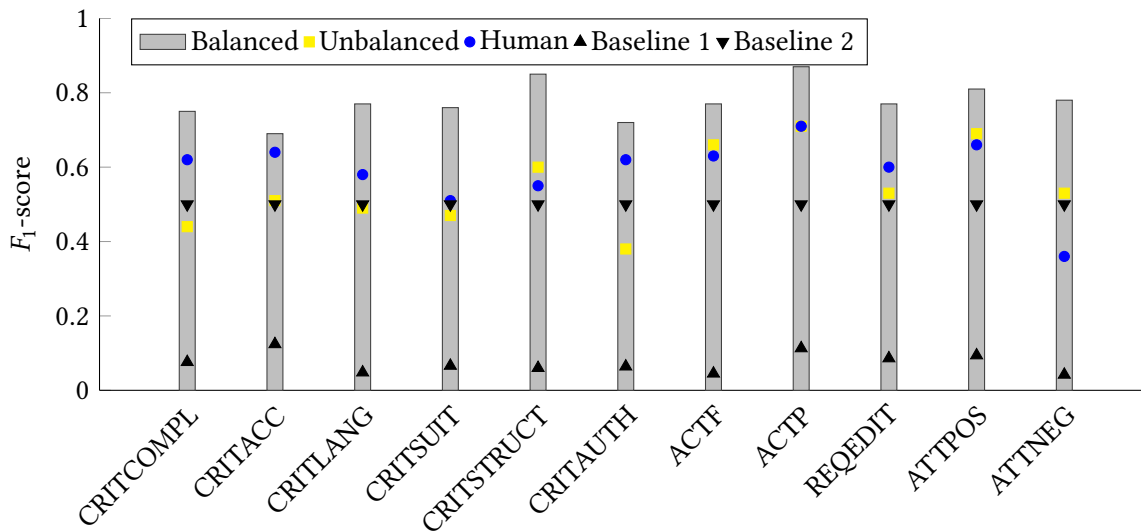 1
Balanced Unbalanced Human Baseline 1 Baseline 2
0.8
0.6
0.4
0.2
0
F1-score
CRITCOMPL
CRITACC
CRITLANG
CRITSUIT
CRITSTRUCT
CRITAUTH
ACTF
ACTP
REQEDIT
ATTPOS
ATTNEG